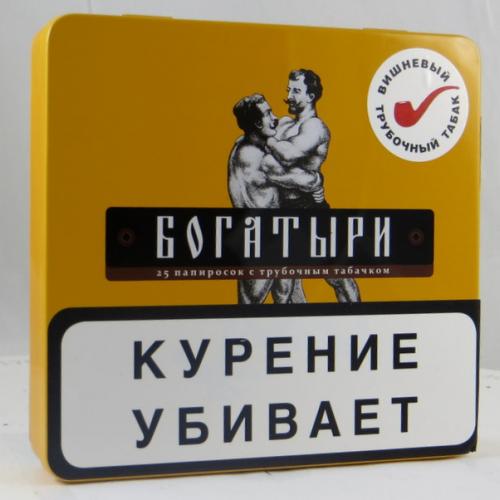 ВИШНЕВЫЙ
ТРУБОЧНЫЙ ТАБАК
БОГАТЫРИ
25 папиросок с трубочным табачком
КУРЕНИЕ
УБИВАЕТ